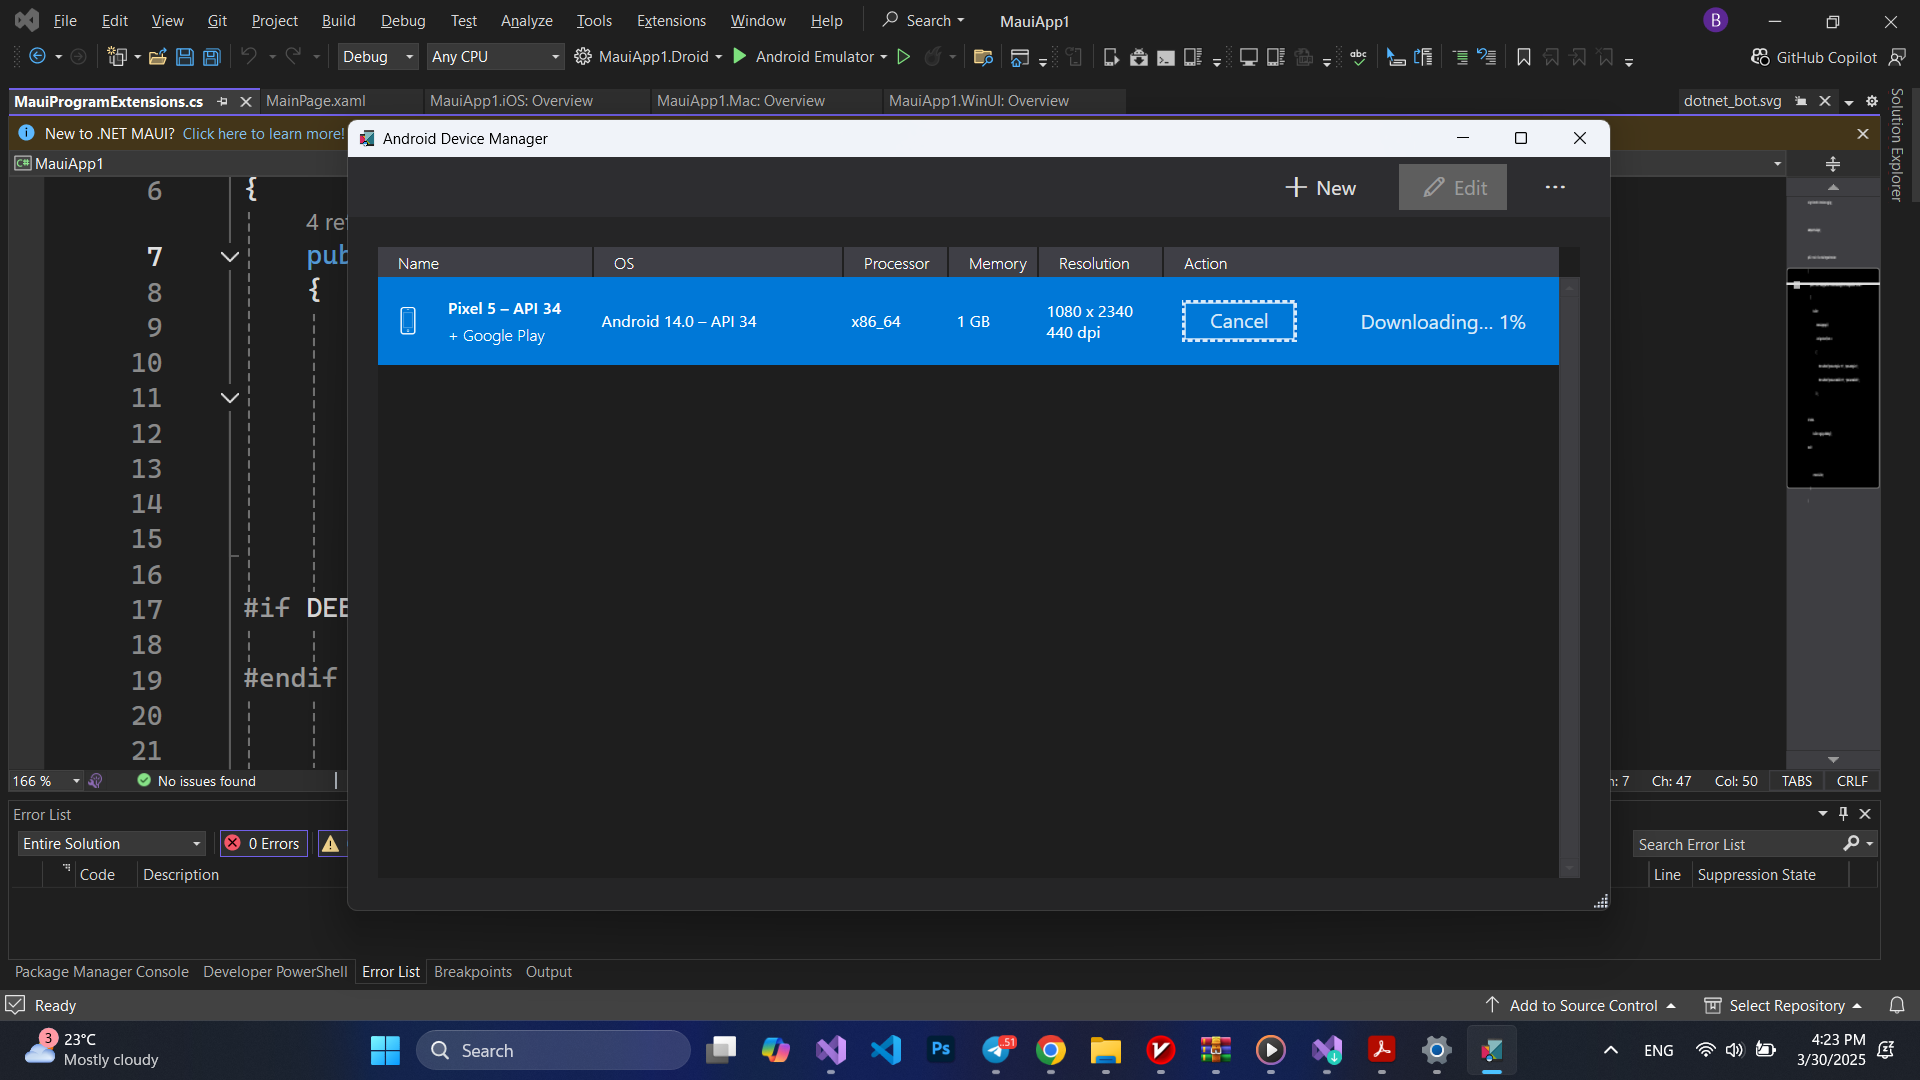 File Edit View Git Project Build Debug Test Analyze Tools Extensions Window Help Search MauiApp1 B
Debug Any CPU MauiApp1.Droid Android Emulator GitHub Copilot
MauiProgramExtensions.cs MainPage.xaml MauiApp1.iOS: Overview MauiApp1.Mac: Overview MauiApp1.WinUI: Overview dotnet_bot.svg
Solution Explorer
New to .NET MAUI? Click here to learn more!
C# MauiApp1
Android Device Manager
New Edit ...
Name OS Processor Memory Resolution Action
Pixel 5 – API 34
+ Google Play
Android 14.0 – API 34
x86_64
1 GB
1080 x 2340
440 dpi
Cancel
Downloading... 1%
6 {
4 ref
7 pub
8 {
9
10
11
12
13
14
15
16
17 #if DEB
18
19 #endif
20
21
166 % No issues found Ch: 47 Col: 50 TABS CRLF
Error List
Entire Solution 0 Errors Search Error List
Code Description Line Suppression State
Package Manager Console Developer PowerShell Error List Breakpoints Output
Ready Add to Source Control Select Repository
3 23°C
Mostly cloudy
Search
Ps
51
ENG
4:23 PM
3/30/2025